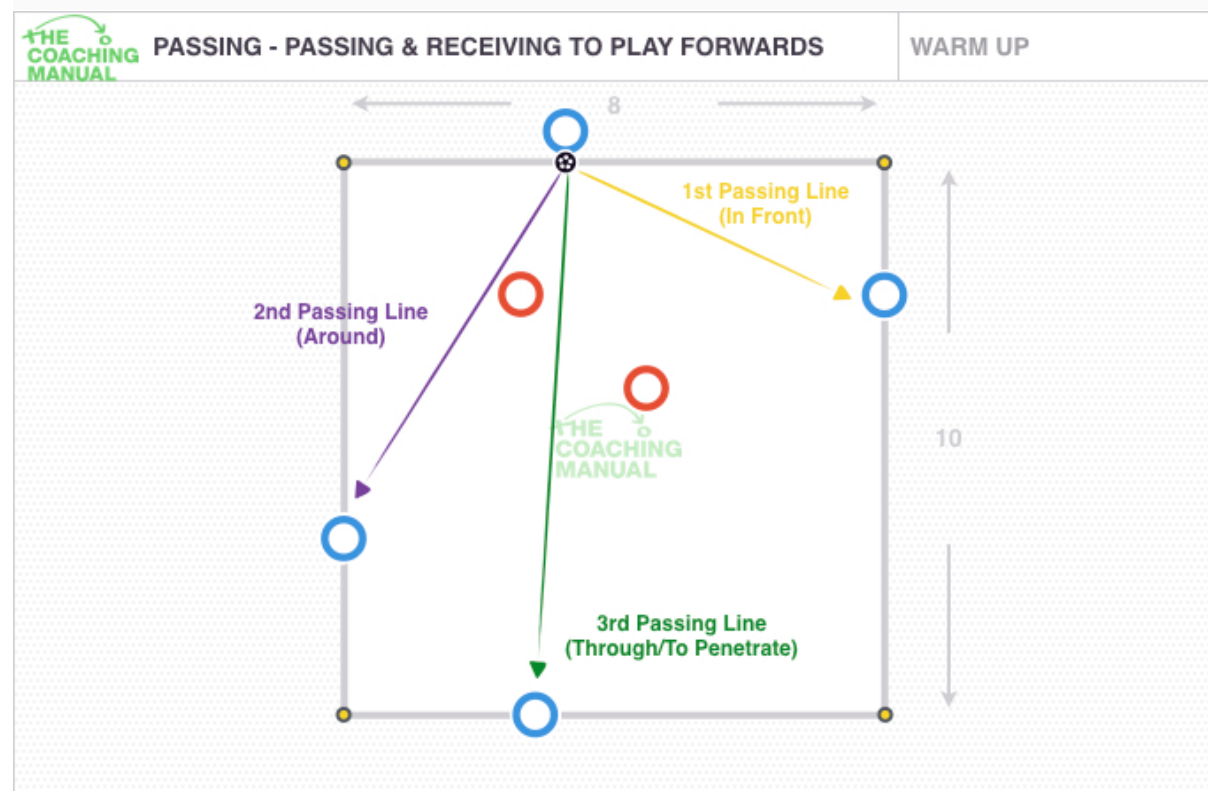 THE
COACHING
MANUAL
PASSING - PASSING & RECEIVING TO PLAY FORWARDS
WARM UP
8
1st Passing Line
(In Front)
2nd Passing Line
(Around)
THE
COACHING
MANUAL
10
3rd Passing Line
(Through/To Penetrate)